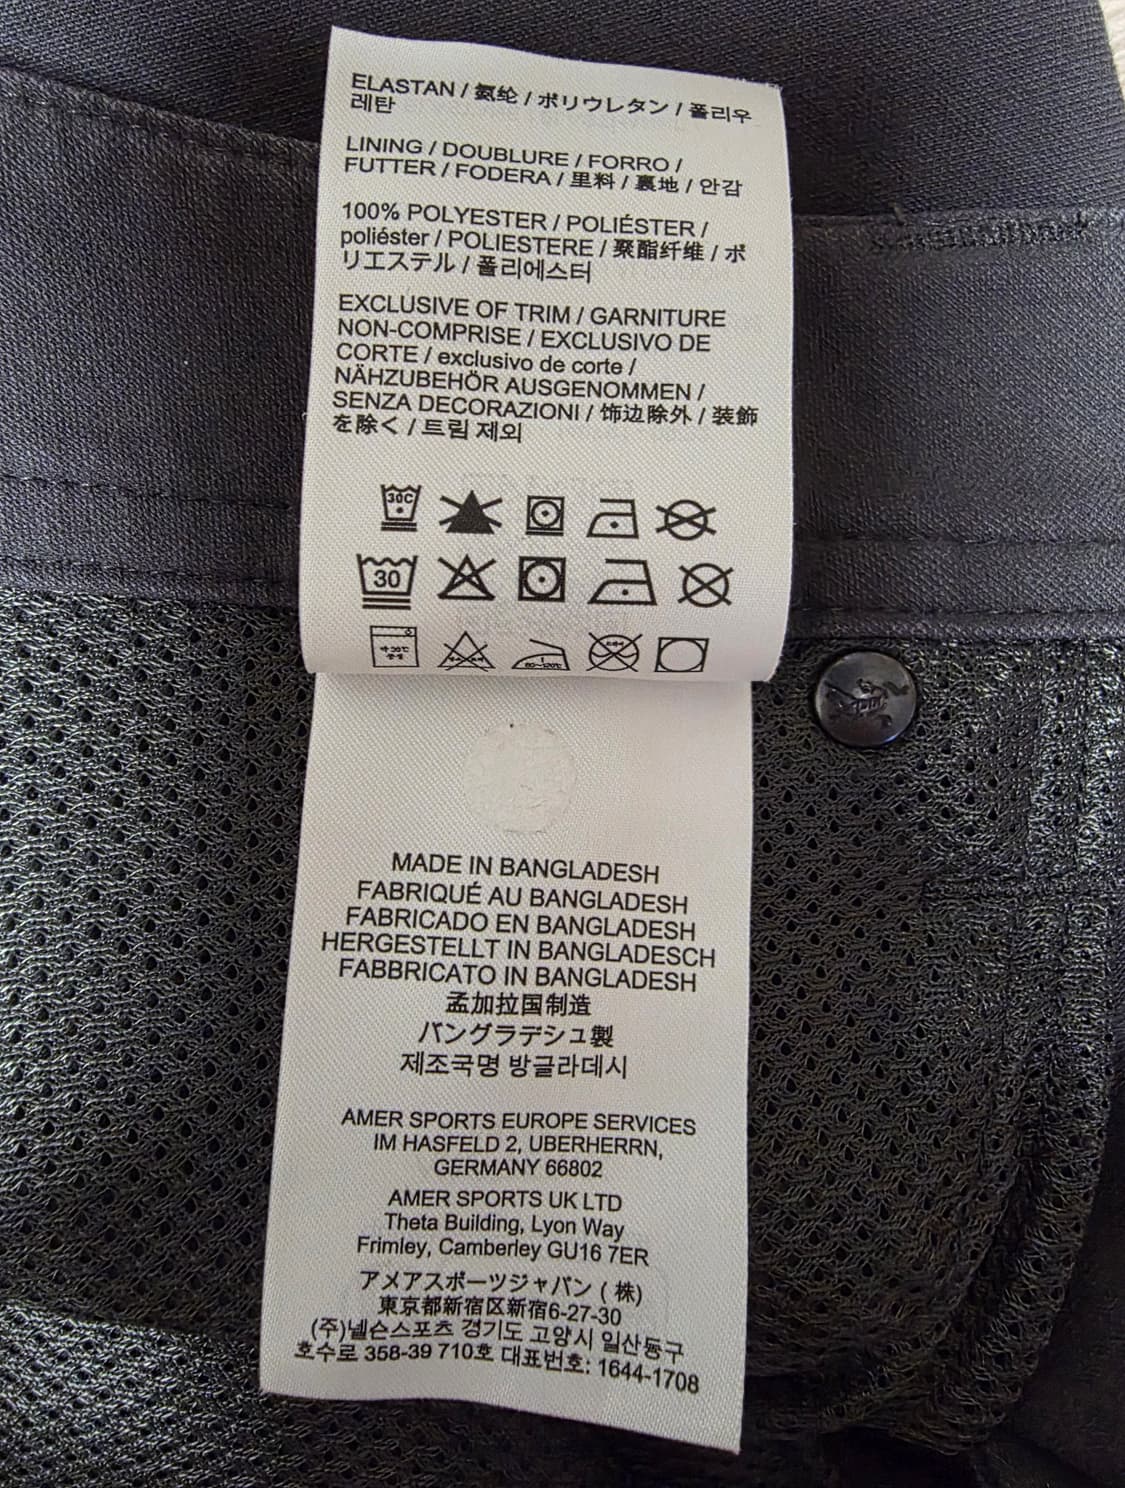 ELASTAN / 氨纶 / ポリウレタン / 폴리우
레탄
LINING / DOUBLURE / FORRO /
FUTTER / FODERA / 里料 / 裏地 / 안감
100% POLYESTER / POLIÉSTER /
poliéster / POLIESTERE / 聚酯纤维 / ポ
リエステル / 폴리에스터
EXCLUSIVE OF TRIM / GARNITURE
NON-COMPRISE / EXCLUSIVO DE
CORTE / exclusivo de corte /
NÄHZUBEHÖR AUSGENOMMEN /
SENZA DECORAZIONI / 饰边除外 / 装飾
を除く / 트림 제외
30C
30
80~120℃
MADE IN BANGLADESH
FABRIQUÉ AU BANGLADESH
FABRICADO EN BANGLADESH
HERGESTELLT IN BANGLADESCH
FABBRICATO IN BANGLADESH
孟加拉国制造
バングラデシュ製
제조국명 방글라데시
AMER SPORTS EUROPE SERVICES
IM HASFELD 2, UBERHERRN,
GERMANY 66802
AMER SPORTS UK LTD
Theta Building, Lyon Way
Frimley, Camberley GU16 7ER
アメアスポーツジャパン ( 株)
東京都新宿区新宿6-27-30
(주)넬슨스포츠 경기도 고양시 일산동구
호수로 358-39 710호 대표번호: 1644-1708